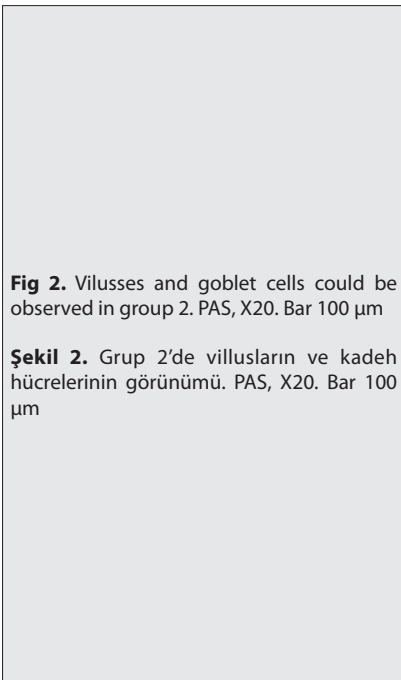 Fig 2. Vilusses and goblet cells could be
observed in group 2. PAS, X20. Bar 100 µm
Şekil 2. Grup 2’de villusların ve kadeh
hücrelerinin görünümü. PAS, X20. Bar 100
µm